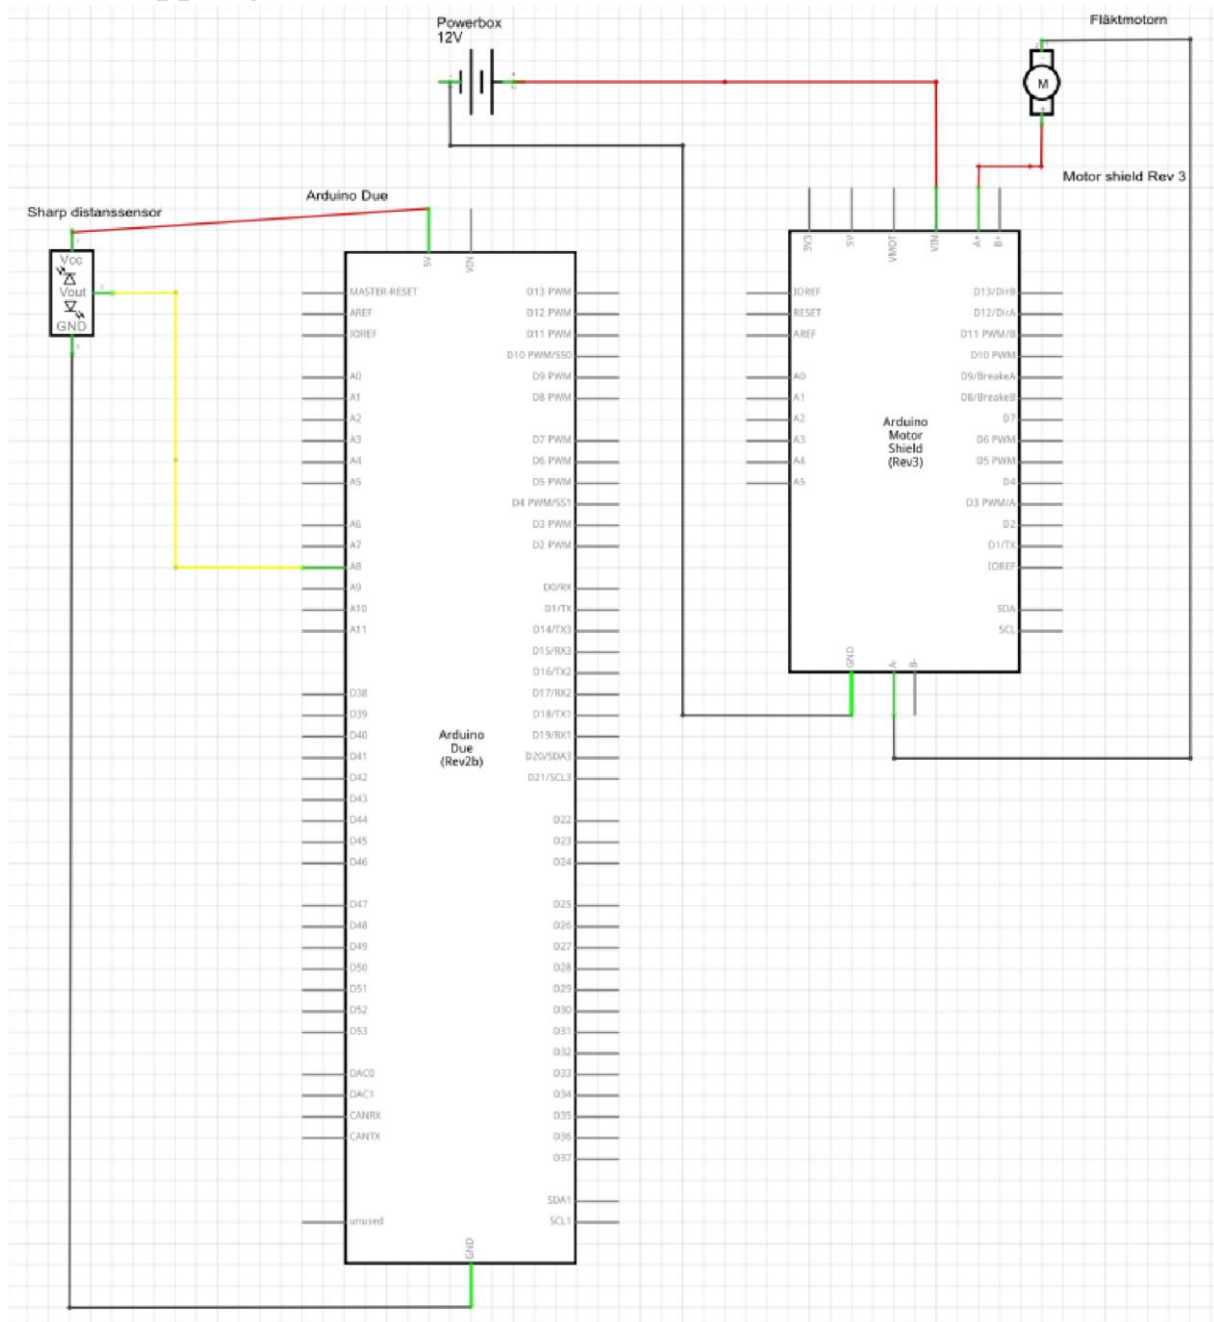 Powerbox
12V
Fläktmotorn
M
Motor shield Rev 3
Arduino Due
Sharp distanssensor
Vcc
Vout
GND
5V
VIN
MASTER-RESET
AREF
IOREF
A0
A1
A2
A3
A4
A5
A6
A7
A8
A9
A10
A11
D38
D39
D40
D41
D42
D43
D44
D45
D46
D47
D48
D49
D50
D51
D52
D53
DAC0
DAC1
CANRX
CANTX
unused
Arduino
Due
(Rev2b)
D13 PWM
D12 PWM
D11 PWM
D10 PWM/SS0
D9 PWM
D8 PWM
D7 PWM
D6 PWM
D5 PWM
D4 PWM/SS1
D3 PWM
D2 PWM
D0/RX
D1/TX
D14/TX3
D15/RX3
D16/TX2
D17/RX2
D18/TX1
D19/RX1
D20/SDA3
D21/SCL3
D22
D23
D24
D25
D26
D27
D28
D29
D30
D31
D32
D33
D34
D35
D36
D37
SDA1
SCL1
GND
3V3
5V
VMOT
VIN
A+
B+
IOREF
RESET
AREF
A0
A1
A2
A3
A4
A5
Arduino
Motor
Shield
(Rev3)
D13/DirB
D12/DirA
D11 PWM/B
D10 PWM
D9/BreakeA
D8/BreakeB
D7
D6 PWM
D5 PWM
D4
D3 PWM/A
D2
D1/TX
IOREF
SDA
SCL
GND
A-
B-